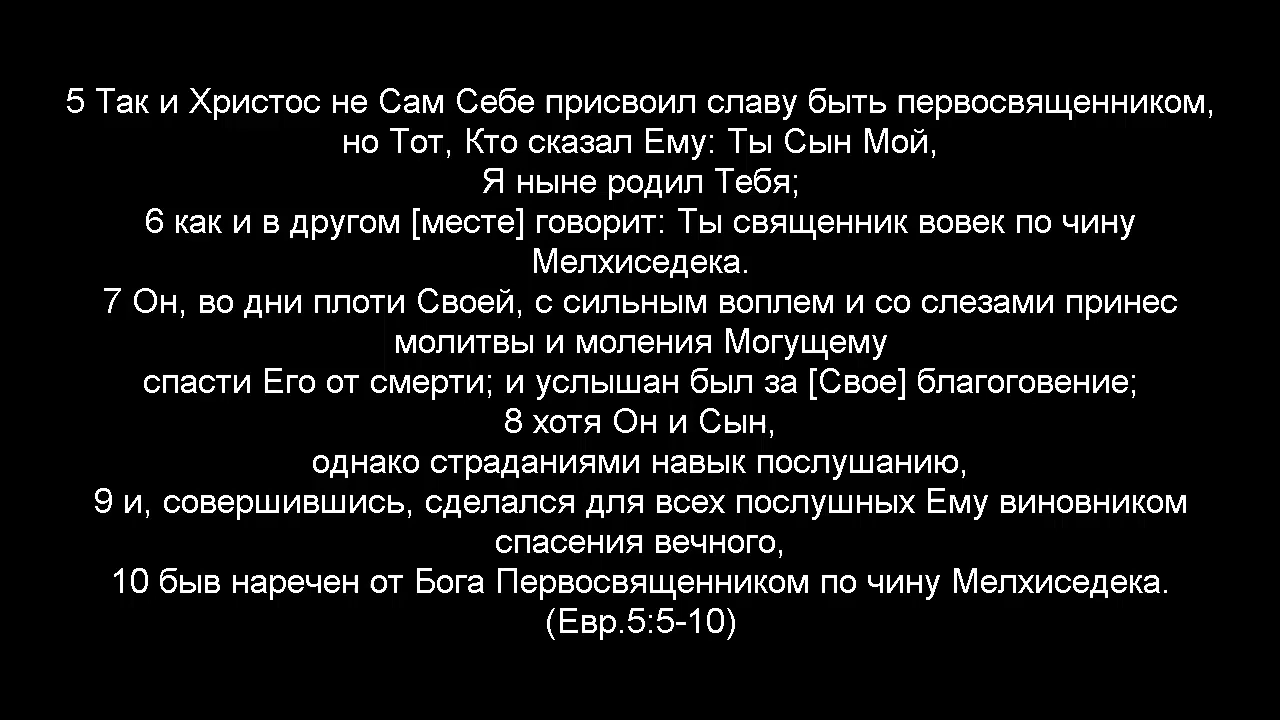 5 Так и Христос не Сам Себе присвоил славу быть первосвященником,
но Тот, Кто сказал Ему: Ты Сын Мой,
Я ныне родил Тебя;
6 как и в другом [месте] говорит: Ты священник вовек по чину
Мелхиседека.
7 Он, во дни плоти Своей, с сильным воплем и со слезами принес
молитвы и моления Могущему
спасти Его от смерти; и услышан был за [Свое] благоговение;
8 хотя Он и Сын,
однако страданиями навык послушанию,
9 и, совершившись, сделался для всех послушных Ему виновником
спасения вечного,
10 быв наречен от Бога Первосвященником по чину Мелхиседека.
(Евр.5:5-10)